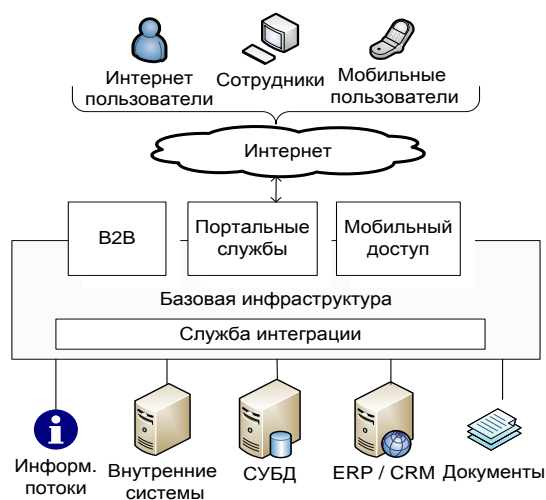 Интернет
пользователи
Сотрудники
Мобильные
пользователи
Интернет
B2B
Портальные
службы
Мобильный
доступ
Базовая инфраструктура
Служба интеграции
Информ.
потоки
Внутренние
системы
СУБД
ERP / CRM
Документы